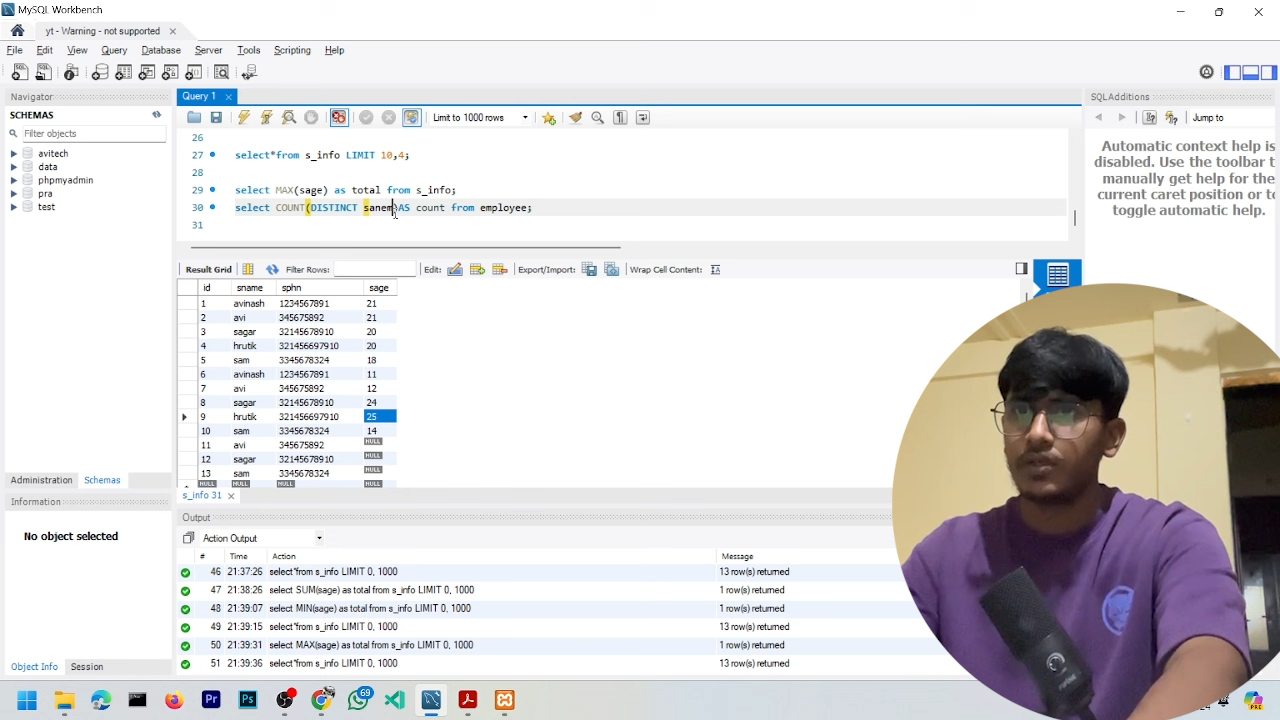 MySQL Workbench
yt - Warning - not supported
File Edit View Query Database Server Tools Scripting Help
Navigator
SCHEMAS
Filter objects
avitech
data
phpmyadmin
pra
test
Administration Schemas
Information
No object selected
Object Info Session
Query 1
Limit to 1000 rows
26
27 select*from s_info LIMIT 10,4;
28
29 select MAX(sage) as total from s_info;
30 select COUNT(DISTINCT sanem)AS count from employee;
31
Result Grid Filter Rows: Edit: Export/Import: Wrap Cell Content:
id sname sphn sage
1 avinash 1234567891 21
2 avi 345675892 21
3 sagar 32145678910 20
4 hrutik 321456697910 20
5 sam 3345678324 18
6 avinash 1234567891 11
7 avi 345675892 12
8 sagar 32145678910 24
9 hrutik 321456697910 25
10 sam 3345678324 14
11 avi 345675892 NULL
12 sagar 32145678910 NULL
13 sam 3345678324 NULL
NULL NULL NULL NULL
s_info 31
Output
Action Output
# Time Action Message
46 21:37:26 select*from s_info LIMIT 0, 1000 13 row(s) returned
47 21:38:26 select SUM(sage) as total from s_info LIMIT 0, 1000 1 row(s) returned
48 21:39:07 select MIN(sage) as total from s_info LIMIT 0, 1000 1 row(s) returned
49 21:39:15 select*from s_info LIMIT 0, 1000 13 row(s) returned
50 21:39:31 select MAX(sage) as total from s_info LIMIT 0, 1000 1 row(s) returned
51 21:39:36 select*from s_info LIMIT 0, 1000 13 row(s) returned
SQLAdditions
Jump to
Automatic context help is
disabled. Use the toolbar t
manually get help for the
current caret position or to
toggle automatic help.
Pr
Ps
69
PRE